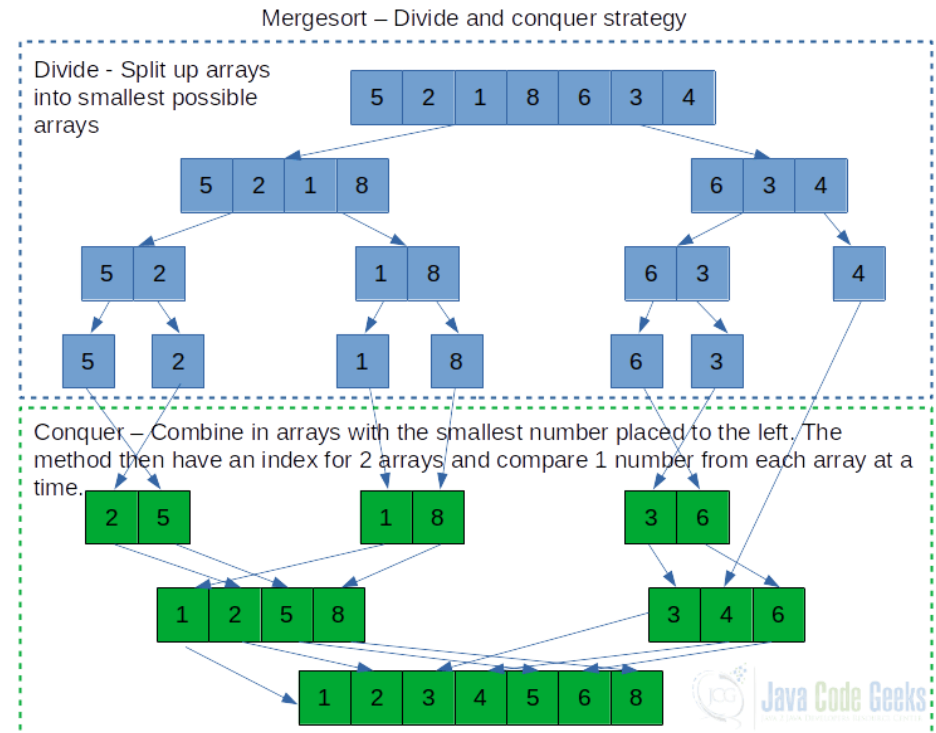 Mergesort – Divide and conquer strategy
Divide - Split up arrays
into smallest possible
arrays
5 2 1 8 6 3 4
5 2 1 8
6 3 4
5 2
1 8
6 3
4
5
2
1
8
6
3
Conquer – Combine in arrays with the smallest number placed to the left. The
method then have an index for 2 arrays and compare 1 number from each array at a
time.
2 5
1 8
3 6
1 2 5 8
3 4 6
1 2 3 4 5 6 8
JCG
Java Code Geeks